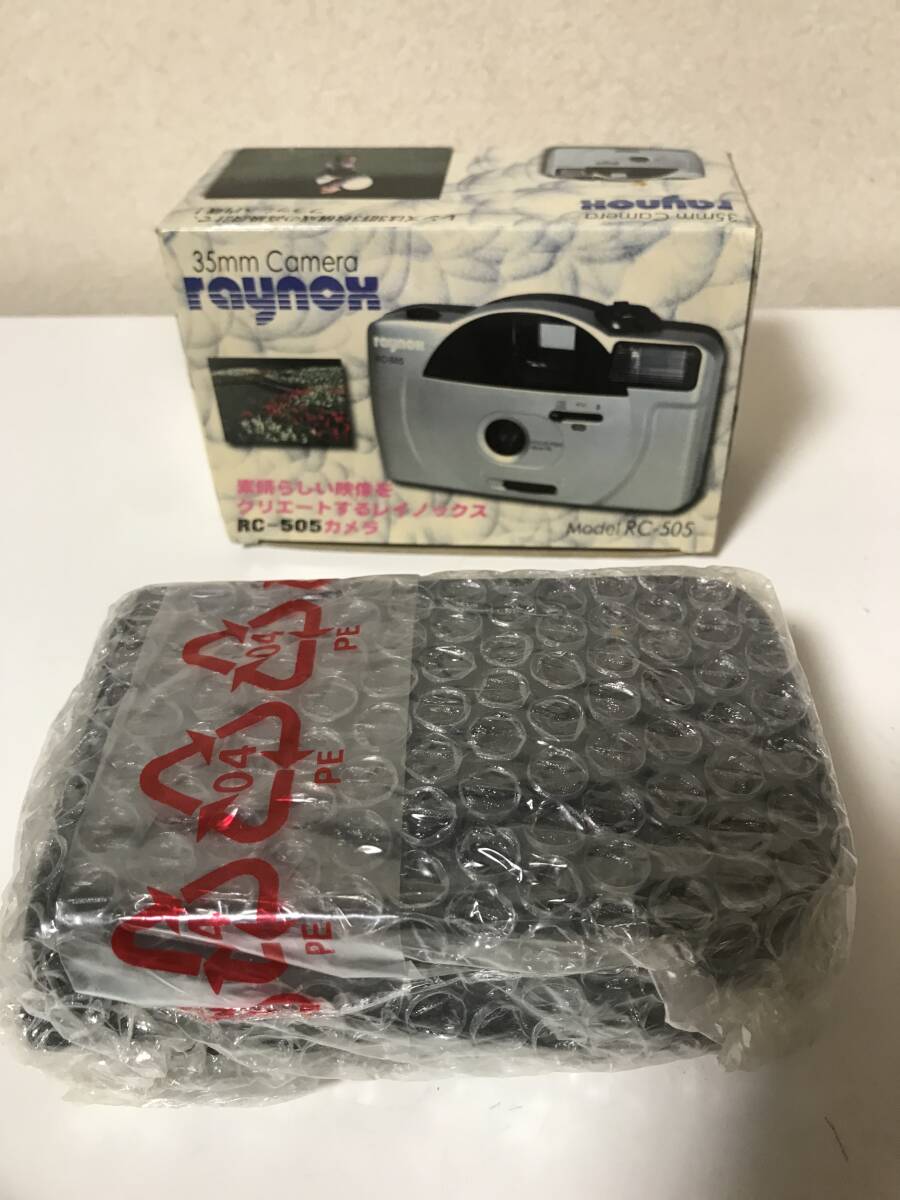 35mm Camera
raynox
35mm Camera
raynox
raynox
RC-505
素晴らしい映像を
クリエートするレイノックス
RC-505カメラ
Model RC-505
04
PE
04
PE
4
PE